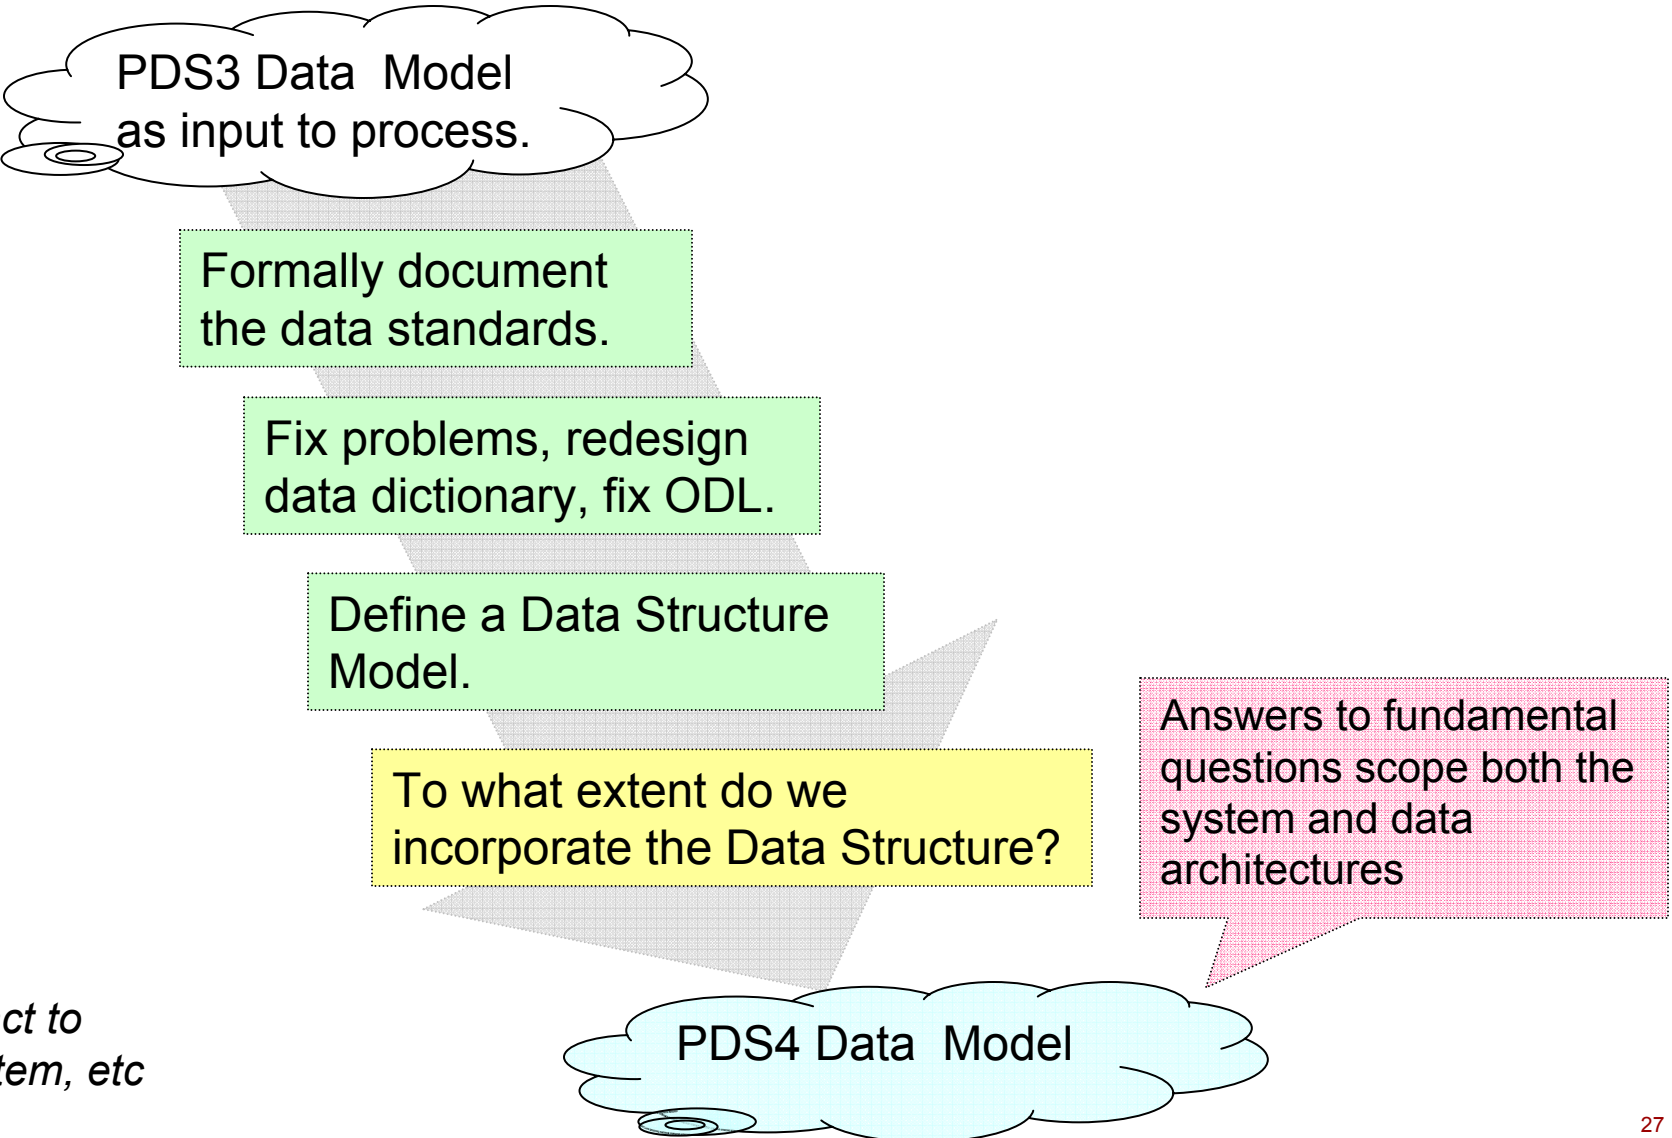 PDS3 Data Model
as input to process.
Formally document
the data standards.
Fix problems, redesign
data dictionary, fix ODL.
Define a Data Structure
Model.
To what extent do we
incorporate the Data Structure?
Answers to fundamental
questions scope both the
system and data
architectures
PDS4 Data Model
ct to
tem, etc
27